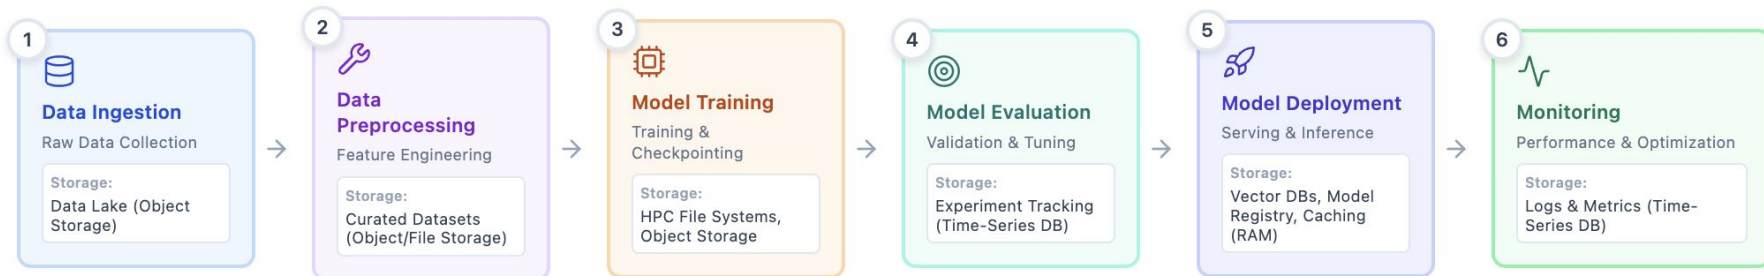 1
Data Ingestion
Raw Data Collection
Storage:
Data Lake (Object
Storage)
2
Data
Preprocessing
Feature Engineering
Storage:
Curated Datasets
(Object/File Storage)
3
Model Training
Training &
Checkpointing
Storage:
HPC File Systems,
Object Storage
4
Model Evaluation
Validation & Tuning
Storage:
Experiment Tracking
(Time-Series DB)
5
Model Deployment
Serving & Inference
Storage:
Vector DBs, Model
Registry, Caching
(RAM)
6
Monitoring
Performance & Optimization
Storage:
Logs & Metrics (Time-
Series DB)